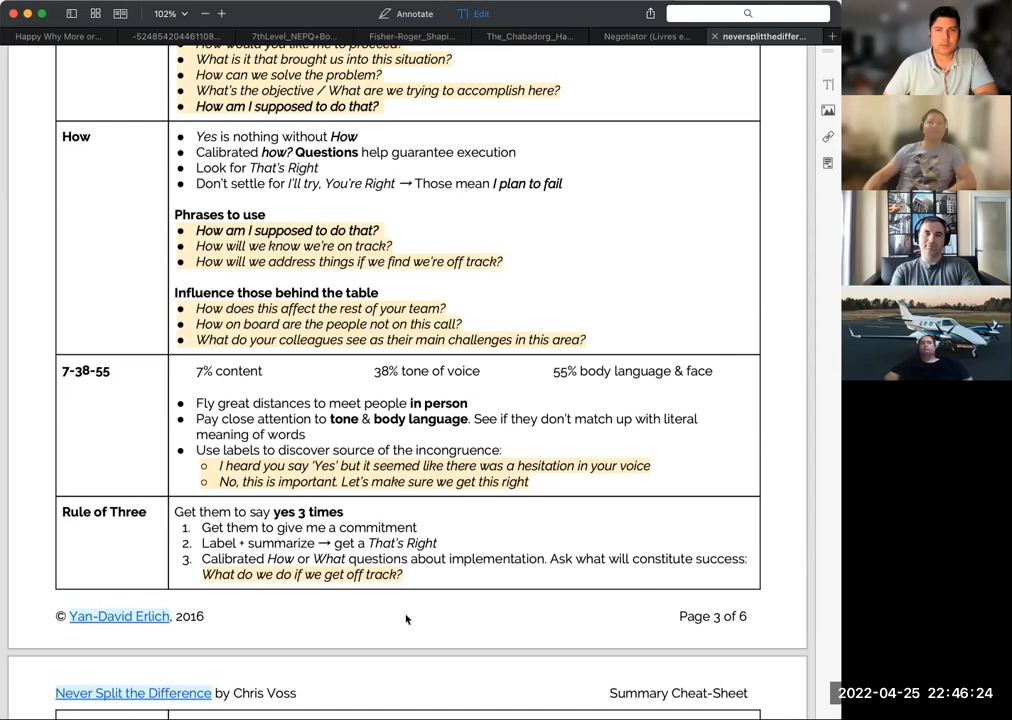 102%
Annotate
Edit
Happy Why More or...
-524854204461108...
7thLevel_NEPQ+Bo...
Fisher-Roger_Shapi...
The_Chabadorg_Ha...
Negotiator (Livres e...
neversplitthediffer...
How would you like me to proceed?
What is it that brought us into this situation?
How can we solve the problem?
What's the objective / What are we trying to accomplish here?
How am I supposed to do that?
How
Yes is nothing without How
Calibrated how? Questions help guarantee execution
Look for That's Right
Don't settle for I'll try, You're Right → Those mean I plan to fail
Phrases to use
How am I supposed to do that?
How will we know we're on track?
How will we address things if we find we're off track?
Influence those behind the table
How does this affect the rest of your team?
How on board are the people not on this call?
What do your colleagues see as their main challenges in this area?
7-38-55
7% content
38% tone of voice
55% body language & face
Fly great distances to meet people in person
Pay close attention to tone & body language. See if they don't match up with literal
meaning of words
Use labels to discover source of the incongruence:
I heard you say 'Yes' but it seemed like there was a hesitation in your voice
No, this is important. Let's make sure we get this right
Rule of Three
Get them to say yes 3 times
1. Get them to give me a commitment
2. Label + summarize → get a That's Right
3. Calibrated How or What questions about implementation. Ask what will constitute success:
What do we do if we get off track?
© Yan-David Erlich, 2016
Page 3 of 6
Never Split the Difference by Chris Voss
Summary Cheat-Sheet
2022-04-25 22:46:24